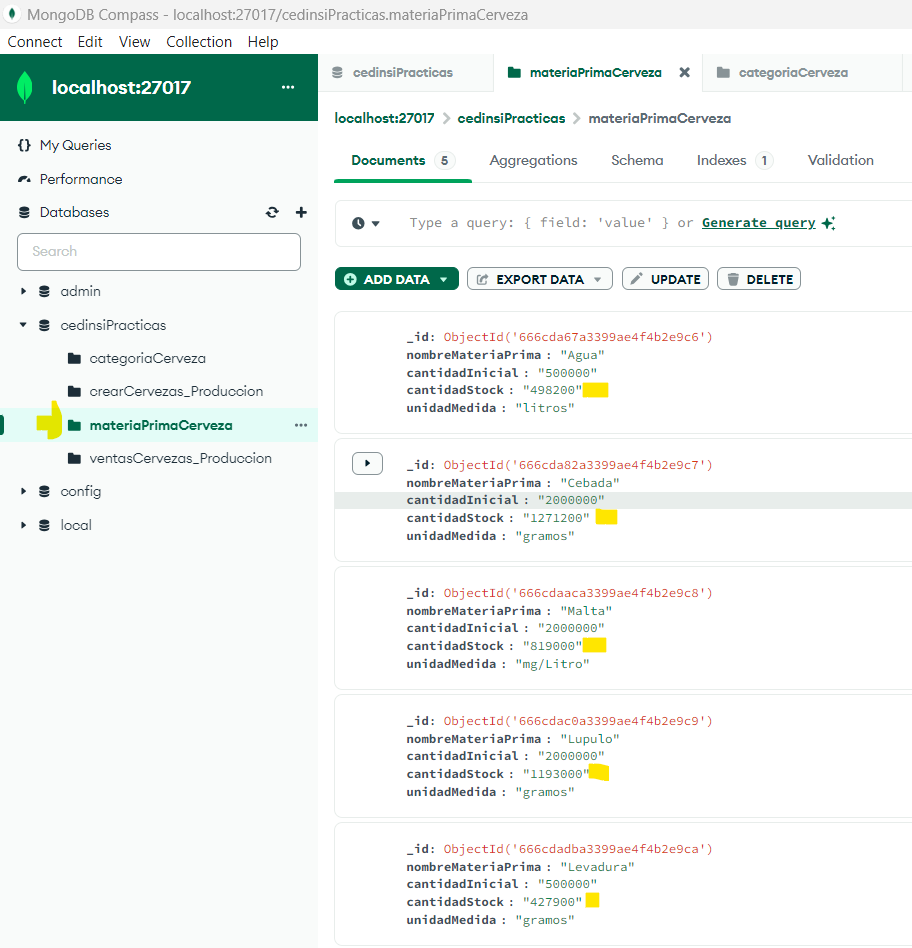 MongoDB Compass - localhost:27017/cedinsiPracticas.materiaPrimaCerveza
Connect Edit View Collection Help
localhost:27017
My Queries
Performance
Databases
Search
admin
cedinsiPracticas
categoriaCerveza
crearCervezas_Produccion
materiaPrimaCerveza
ventasCervezas_Produccion
config
local
cedinsiPracticas materiaPrimaCerveza categoriaCerveza
localhost:27017 > cedinsiPracticas > materiaPrimaCerveza
Documents 5 Aggregations Schema Indexes 1 Validation
Type a query: { field: 'value' } or Generate query
ADD DATA EXPORT DATA UPDATE DELETE
_id: ObjectId('666cda67a3399ae4f4b2e9c6')
nombreMateriaPrima : "Agua"
cantidadInicial : "500000"
cantidadStock : "498200"
unidadMedida : "litros"
_id: ObjectId('666cda82a3399ae4f4b2e9c7')
nombreMateriaPrima : "Cebada"
cantidadInicial : "2000000"
cantidadStock : "1271200"
unidadMedida : "gramos"
_id: ObjectId('666cdaaca3399ae4f4b2e9c8')
nombreMateriaPrima : "Malta"
cantidadInicial : "2000000"
cantidadStock : "819000"
unidadMedida : "mg/Litro"
_id: ObjectId('666cdac0a3399ae4f4b2e9c9')
nombreMateriaPrima : "Lupulo"
cantidadInicial : "2000000"
cantidadStock : "1193000"
unidadMedida : "gramos"
_id: ObjectId('666cdadba3399ae4f4b2e9ca')
nombreMateriaPrima : "Levadura"
cantidadInicial : "500000"
cantidadStock : "427900"
unidadMedida : "gramos"